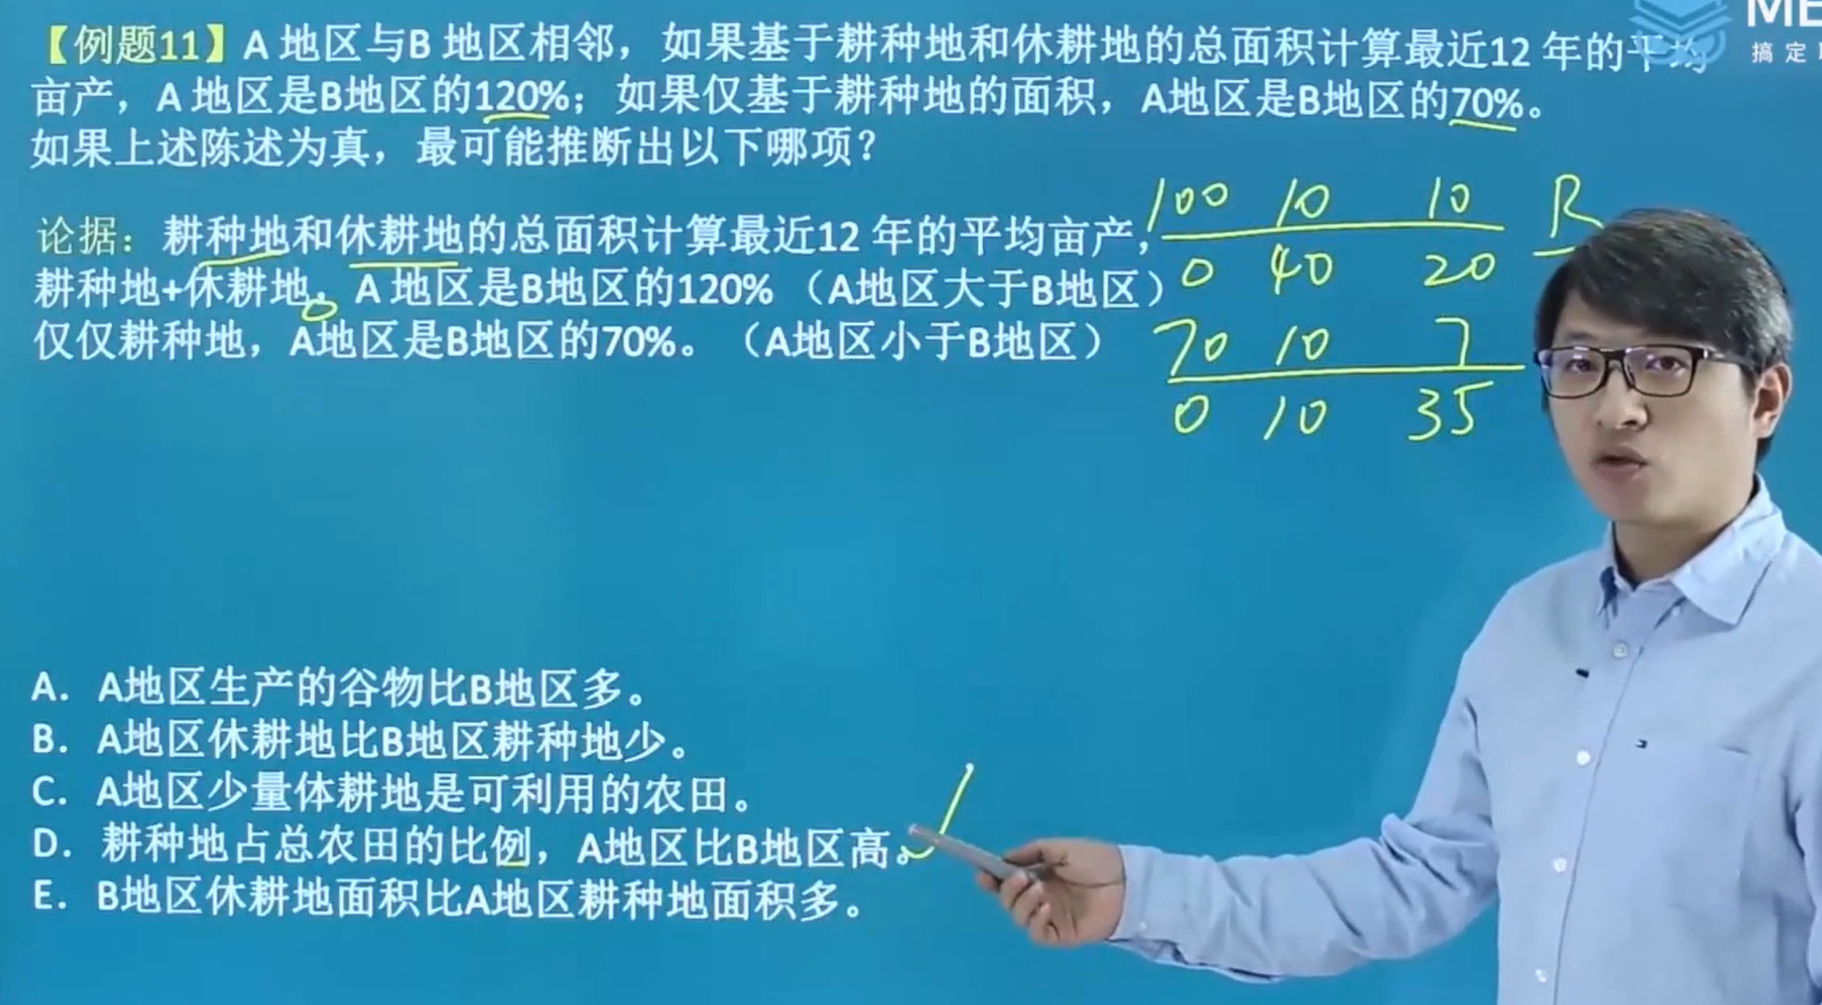 【例题11】A 地区与B 地区相邻，如果基于耕种地和休耕地的总面积计算最近12 年的平均
亩产，A 地区是B地区的120%；如果仅基于耕种地的面积，A地区是B地区的70%。
如果上述陈述为真，最可能推断出以下哪项？
ME
搞定
论据：耕种地和休耕地的总面积计算最近12 年的平均亩产，
耕种地+休耕地。A 地区是B地区的120% （A地区大于B地区）
仅仅耕种地，A地区是B地区的70%。（A地区小于B地区）
100 10 10 B
0 40 20
70 10 7
0 10 35
A. A地区生产的谷物比B地区多。
B. A地区休耕地比B地区耕种地少。
C. A地区少量体耕地是可利用的农田。
D. 耕种地占总农田的比例，A地区比B地区高。
E. B地区休耕地面积比A地区耕种地面积多。